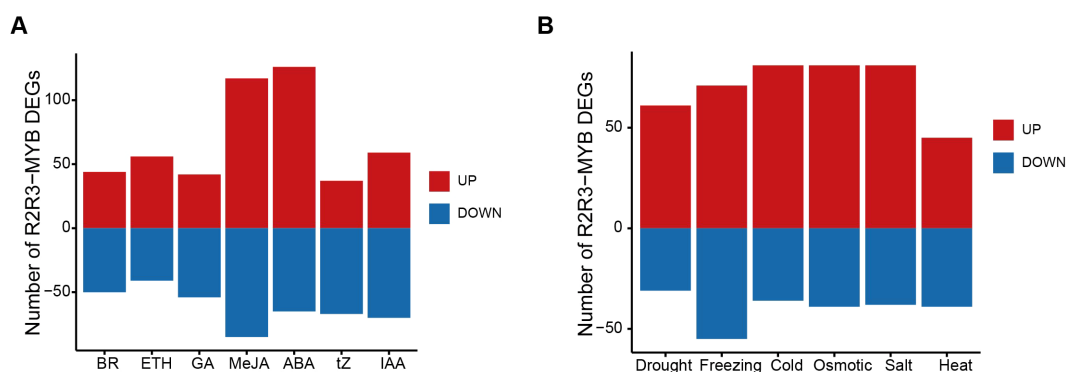 A
Number of R2R3−MYB DEGs
100
50
0
−50
BR ETH GA MeJA ABA tZ IAA
UP
DOWN
B
Number of R2R3−MYB DEGs
50
0
−50
Drought Freezing Cold Osmotic Salt Heat
UP
DOWN